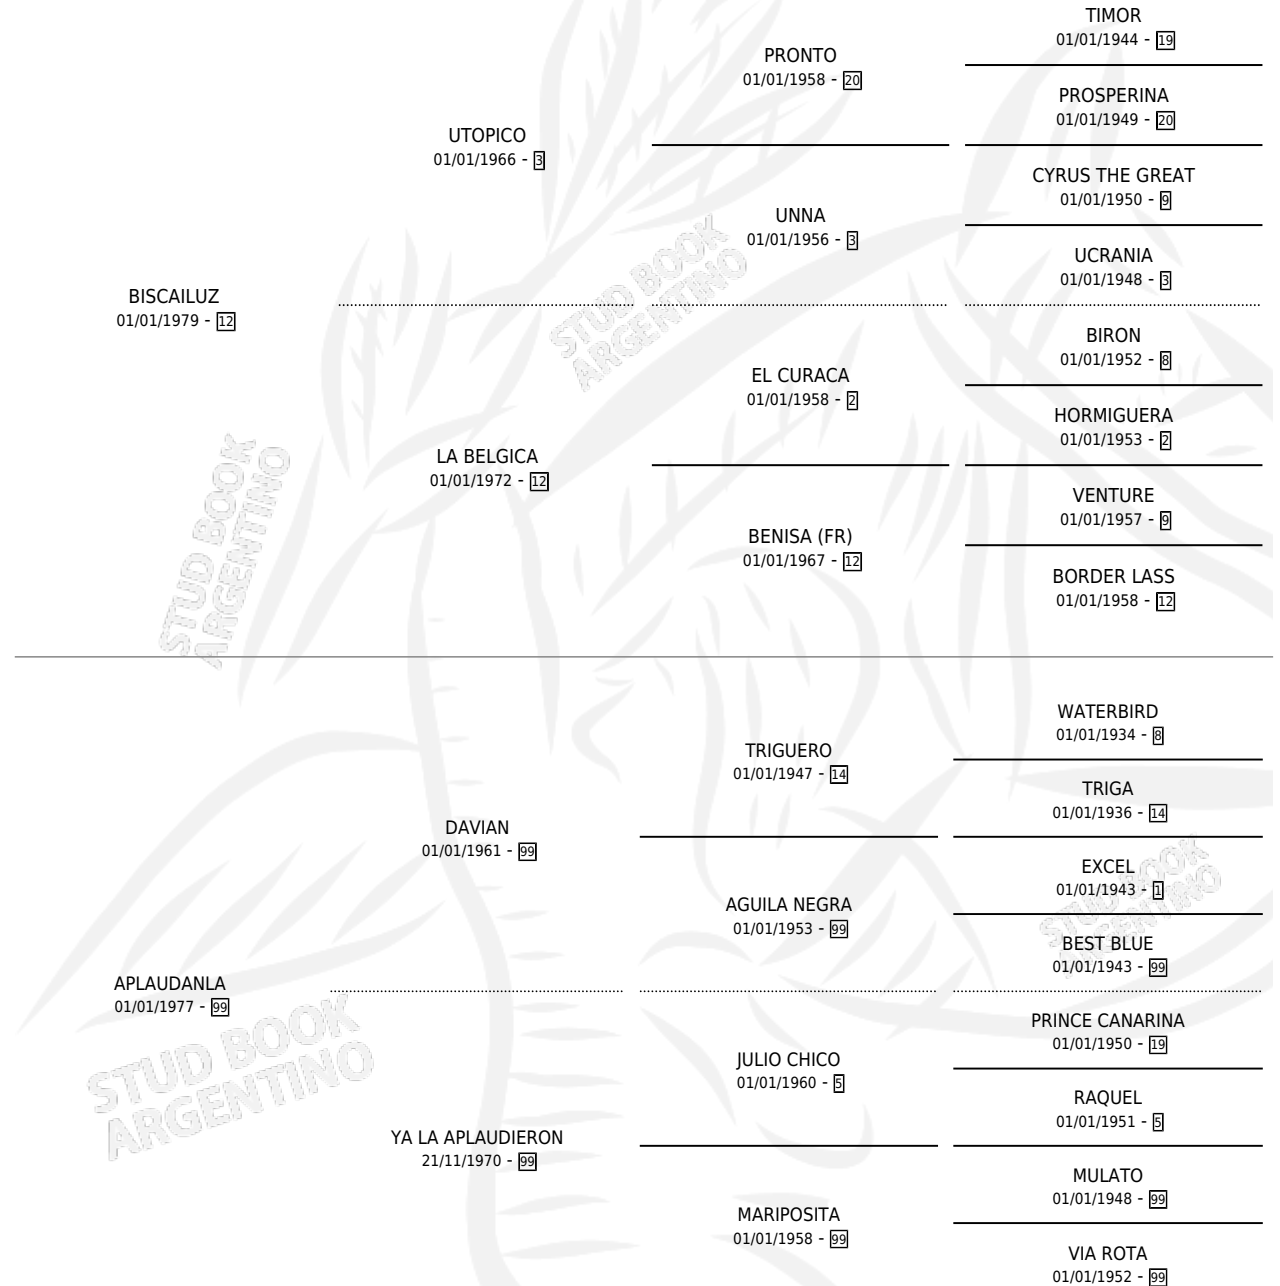 TIMOR
01/01/1944 - 19
PRONTO
01/01/1958 - 20
PROSPERINA
01/01/1949 - 20
UTOPICO
01/01/1966 - 3
CYRUS THE GREAT
01/01/1950 - 9
UNNA
01/01/1956 - 3
UCRANIA
01/01/1948 - 3
BISCAILUZ
01/01/1979 - 12
BIRON
01/01/1952 - 8
EL CURACA
01/01/1958 - 2
HORMIGUERA
01/01/1953 - 2
LA BELGICA
01/01/1972 - 12
VENTURE
01/01/1957 - 9
BENISA (FR)
01/01/1967 - 12
BORDER LASS
01/01/1958 - 12
STUD BOOK
ARGENTINO
STUD BOOK
ARGENTINO
WATERBIRD
01/01/1934 - 8
TRIGUERO
01/01/1947 - 14
TRIGA
01/01/1936 - 14
DAVIAN
01/01/1961 - 99
EXCEL
01/01/1943 - 1
AGUILA NEGRA
01/01/1953 - 99
BEST BLUE
01/01/1943 - 99
APLAUDANLA
01/01/1977 - 99
PRINCE CANARINA
01/01/1950 - 19
JULIO CHICO
01/01/1960 - 5
RAQUEL
01/01/1951 - 5
YA LA APLAUDIERON
21/11/1970 - 99
MULATO
01/01/1948 - 99
MARIPOSITA
01/01/1958 - 99
VIA ROTA
01/01/1952 - 99
STUD BOOK
ARGENTINO
STUD BOOK
ARGENTINO